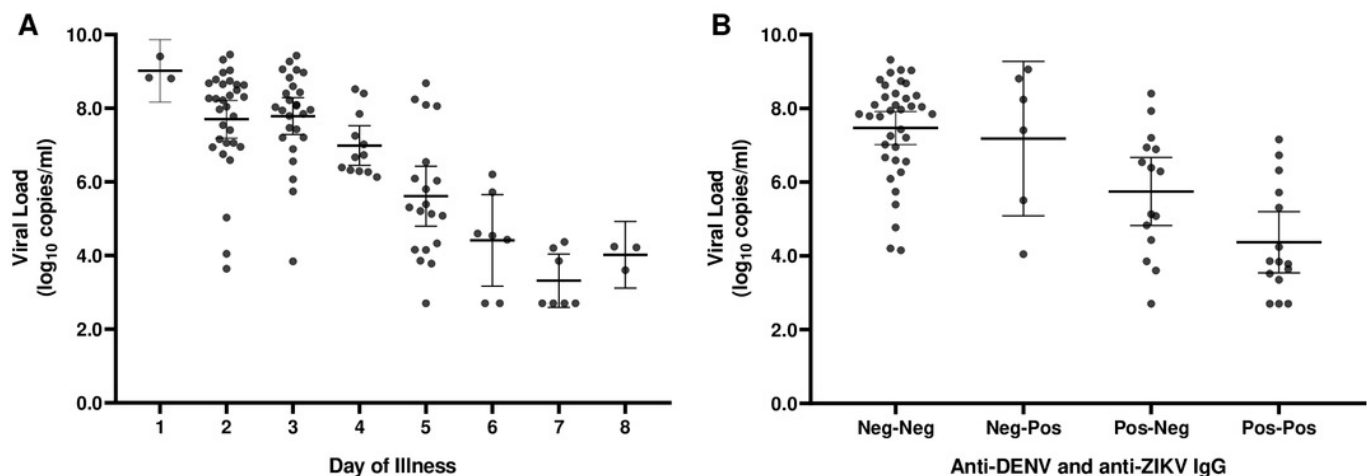 A
10.0
8.0
6.0
4.0
2.0
0.0
Viral Load
(log₁₀ copies/ml)
1 2 3 4 5 6 7 8
Day of Illness
B
10.0
8.0
6.0
4.0
2.0
0.0
Viral Load
(log₁₀ copies/ml)
Neg-Neg Neg-Pos Pos-Neg Pos-Pos
Anti-DENV and anti-ZIKV IgG